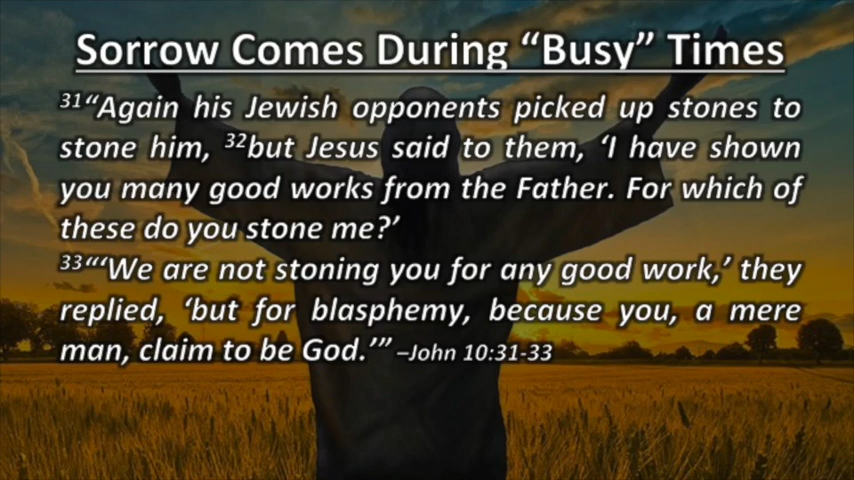 Sorrow Comes During “Busy” Times
31“Again his Jewish opponents picked up stones to
stone him, 32but Jesus said to them, ‘I have shown
you many good works from the Father. For which of
these do you stone me?’
33“‘We are not stoning you for any good work,’ they
replied, ‘but for blasphemy, because you, a mere
man, claim to be God.’” –John 10:31-33